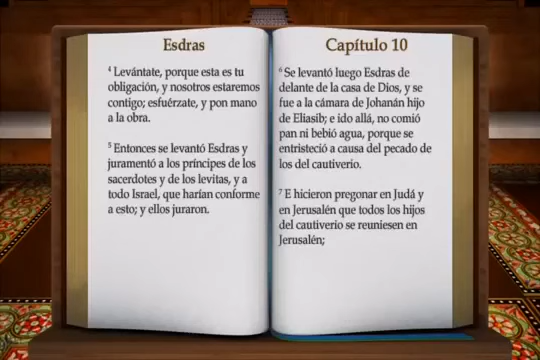 Esdras
⁴ Levántate, porque esta es tu
obligación, y nosotros estaremos
contigo; esfuérzate, y pon mano
a la obra.
⁵ Entonces se levantó Esdras y
juramentó a los príncipes de los
sacerdotes y de los levitas, y a
todo Israel, que harían conforme
a esto; y ellos juraron.
Capítulo 10
⁶ Se levantó luego Esdras de
delante de la casa de Dios, y se
fue a la cámara de Johanán hijo
de Eliasib; e ido allá, no comió
pan ni bebió agua, porque se
entristeció a causa del pecado de
los del cautiverio.
⁷ E hicieron pregonar en Judá y
en Jerusalén que todos los hijos
del cautiverio se reuniesen en
Jerusalén;